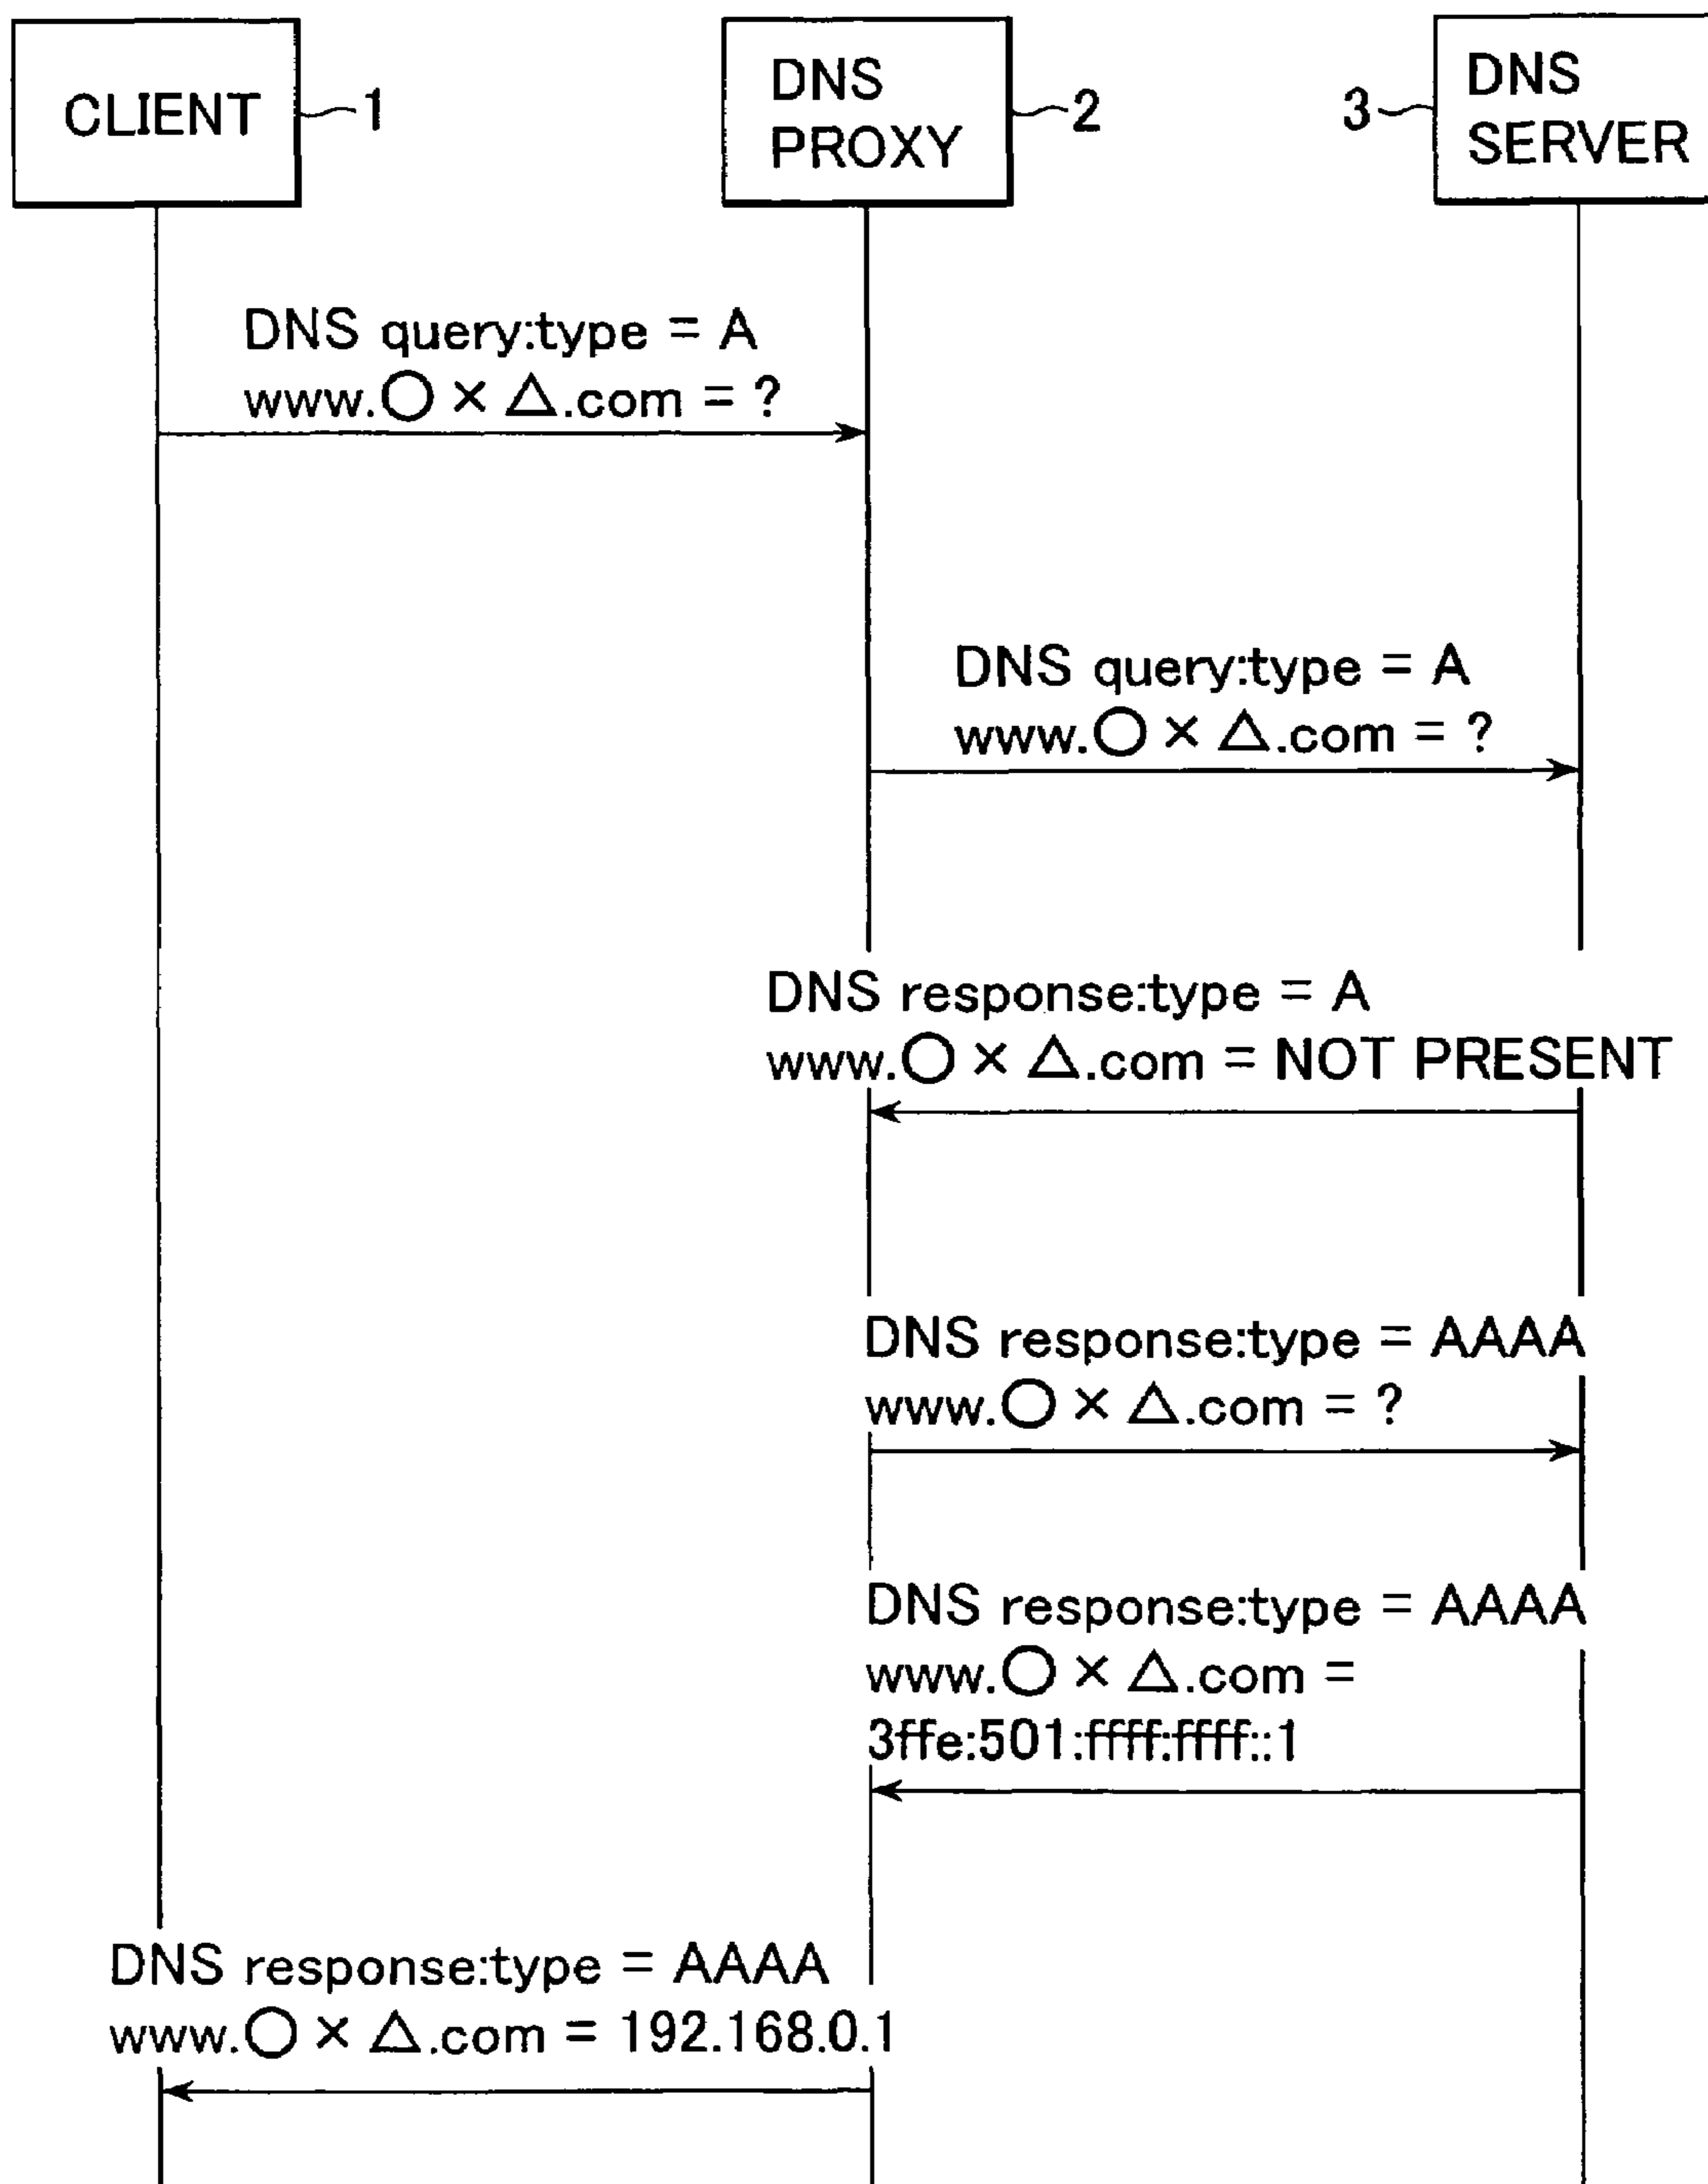 CLIENT
1
DNS
PROXY
2
3
DNS
SERVER
DNS query:type = A
www.○×△.com = ?
DNS query:type = A
www.○×△.com = ?
DNS response:type = A
www.○×△.com = NOT PRESENT
DNS response:type = AAAA
www.○×△.com = ?
DNS response:type = AAAA
www.○×△.com =
3ffe:501:ffff:ffff::1
DNS response:type = AAAA
www.○×△.com = 192.168.0.1